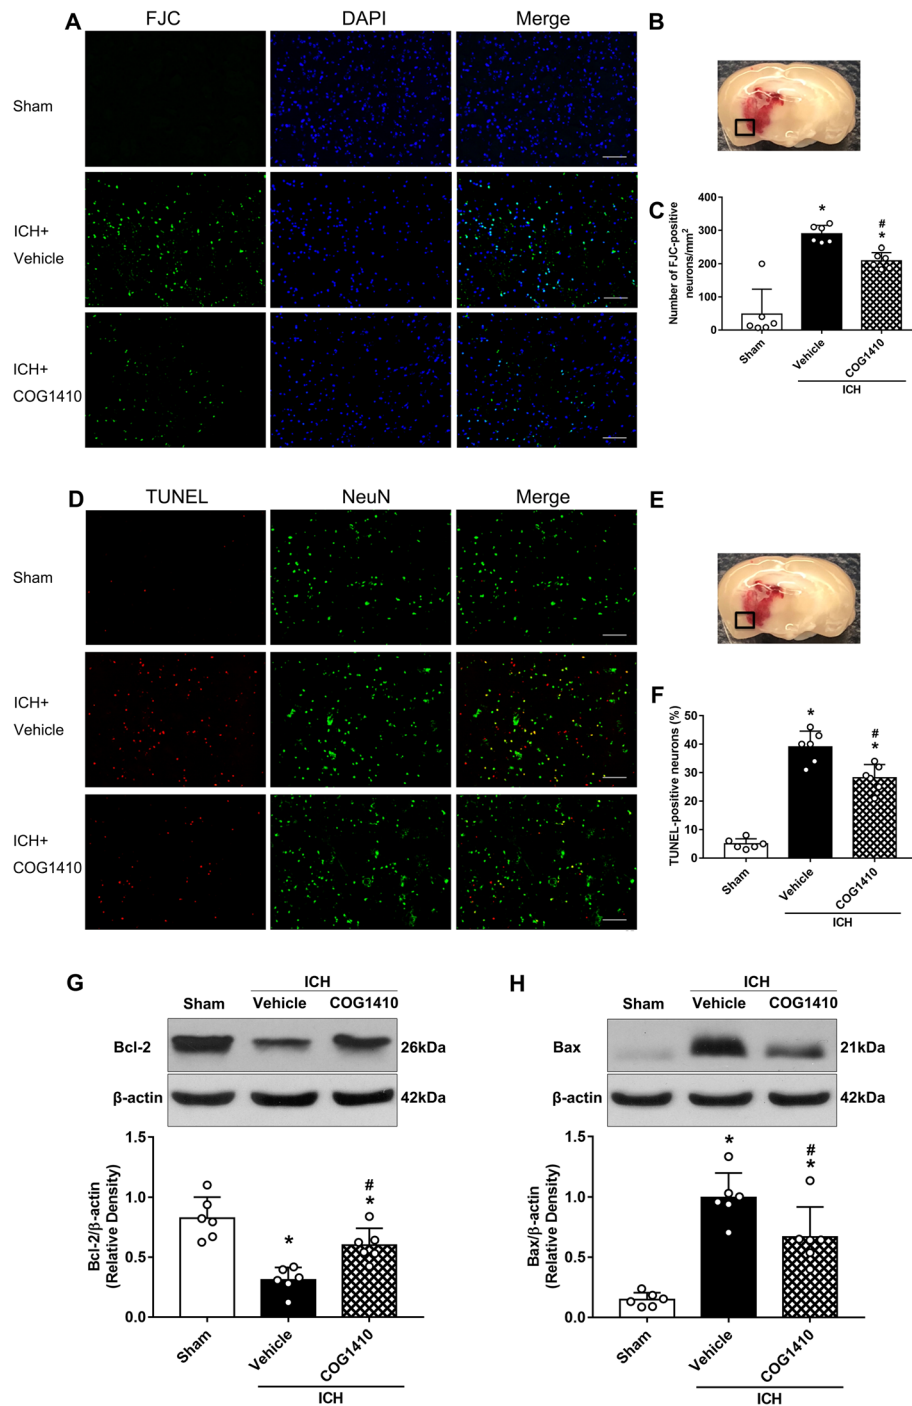 A
FJC
DAPI
Merge
B
Sham
ICH+
Vehicle
ICH+
COG1410
C
Number of FJC-positive
neurons/mm²
400
300
200
100
0
*
#
*
Sham
Vehicle
COG1410
ICH
D
TUNEL
NeuN
Merge
E
Sham
ICH+
Vehicle
ICH+
COG1410
F
TUNEL-positive neurons (%)
50
40
30
20
10
0
*
#
*
Sham
Vehicle
COG1410
ICH
G
ICH
Sham
Vehicle
COG1410
Bcl-2
26kDa
β-actin
42kDa
Bcl-2/β-actin
(Relative Density)
1.5
1.0
0.5
0.0
*
#
*
Sham
Vehicle
COG1410
ICH
H
ICH
Sham
Vehicle
COG1410
Bax
21kDa
β-actin
42kDa
Bax/β-actin
(Relative Density)
1.5
1.0
0.5
0.0
*
#
*
Sham
Vehicle
COG1410
ICH